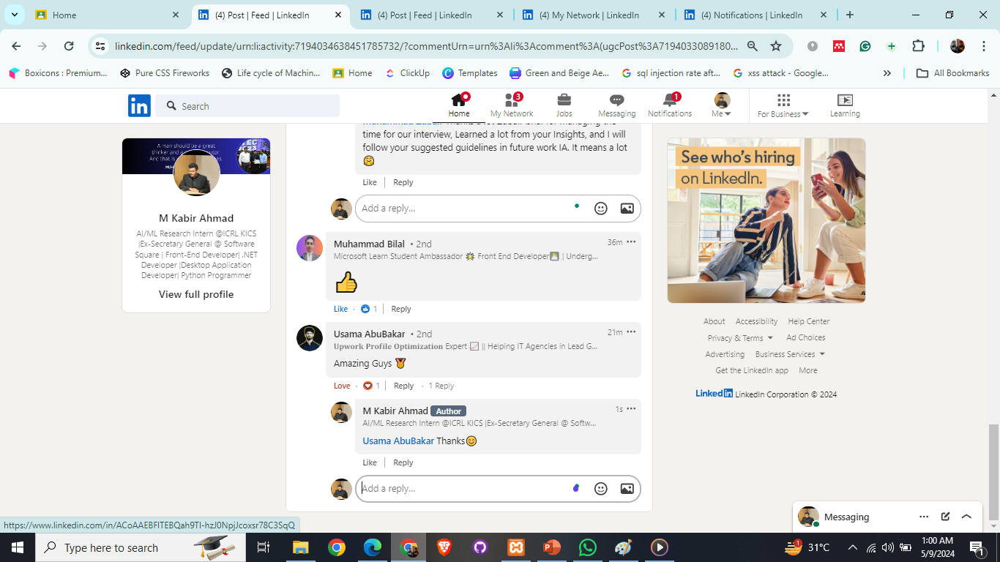 Home
(4) Post | Feed | LinkedIn
(4) Post | Feed | LinkedIn
(4) My Network | LinkedIn
(4) Notifications | LinkedIn
linkedin.com/feed/update/urn:li:activity:7194034638451785732/?commentUrn=urn%3Ali%3Acomment%3A(ugcPost%3A7194033089180...
Boxicons : Premium...
Pure CSS Fireworks
Life cycle of Machin...
Home
ClickUp
Templates
Green and Beige Ae...
sql injection rate aft...
xss attack - Google...
All Bookmarks
in
Search
Home
3
My Network
Jobs
Messaging
1
Notifications
Me
For Business
Learning
A man should be a great
M Kabir Ahmad
AI/ML Research Intern @ICRL KICS
|Ex-Secretary General @ Software
Square | Front-End Developer| .NET
Developer |Desktop Application
Developer| Python Programmer
View full profile
time for our interview, Learned a lot from your Insights, and I will
follow your suggested guidelines in future work IA. It means a lot
🤗
Like | Reply
Add a reply...
Muhammad Bilal • 2nd
36m •••
Microsoft Learn Student Ambassador 🌟 Front End Developer👨‍💻 | Underg...
👍
Like · 1 | Reply
Usama AbuBakar • 2nd
21m •••
𝐔𝐩𝐰𝐨𝐫𝐤 𝐏𝐫𝐨𝐟𝐢𝐥𝐞 𝐎𝐩𝐭𝐢𝐦𝐢𝐳𝐚𝐭𝐢𝐨𝐧 Expert 📈 || Helping IT Agencies in Lead G...
Amazing Guys 🏅
Love · 1 | Reply · 1 Reply
M Kabir Ahmad Author
1s •••
AI/ML Research Intern @ICRL KICS |Ex-Secretary General @ Softw...
Usama AbuBakar Thanks😊
Like | Reply
Add a reply...
See who's hiring
on LinkedIn.
About Accessibility Help Center
Privacy & Terms Ad Choices
Advertising Business Services
Get the LinkedIn app More
LinkedIn LinkedIn Corporation © 2024
Messaging
https://www.linkedin.com/in/ACoAAEBFITEBQah9TI-hzJ0NpjJcoxsr78C3SqQ
Type here to search
1
31°C
1:00 AM
5/9/2024
1